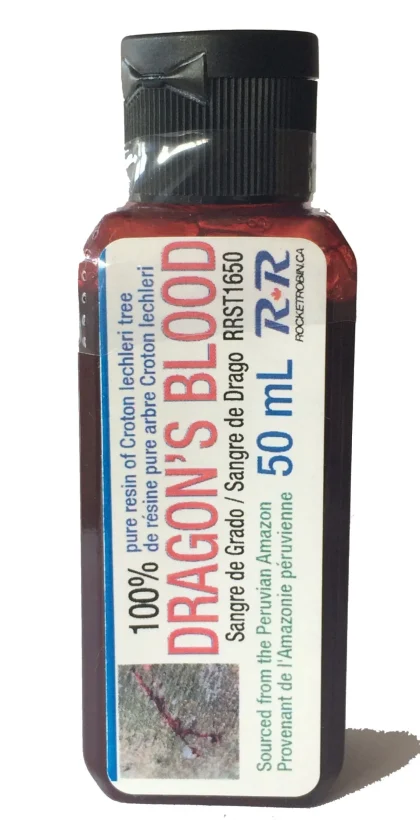 100% pure resin of Croton lechleri tree
de résine pure arbre Croton lechleri
DRAGON'S BLOOD
Sangre de Grado / Sangre de Drago RRST1650
Sourced from the Peruvian Amazon
Provenant de l'Amazonie péruvienne
50 mL
R R
ROCKETROBIN.CA